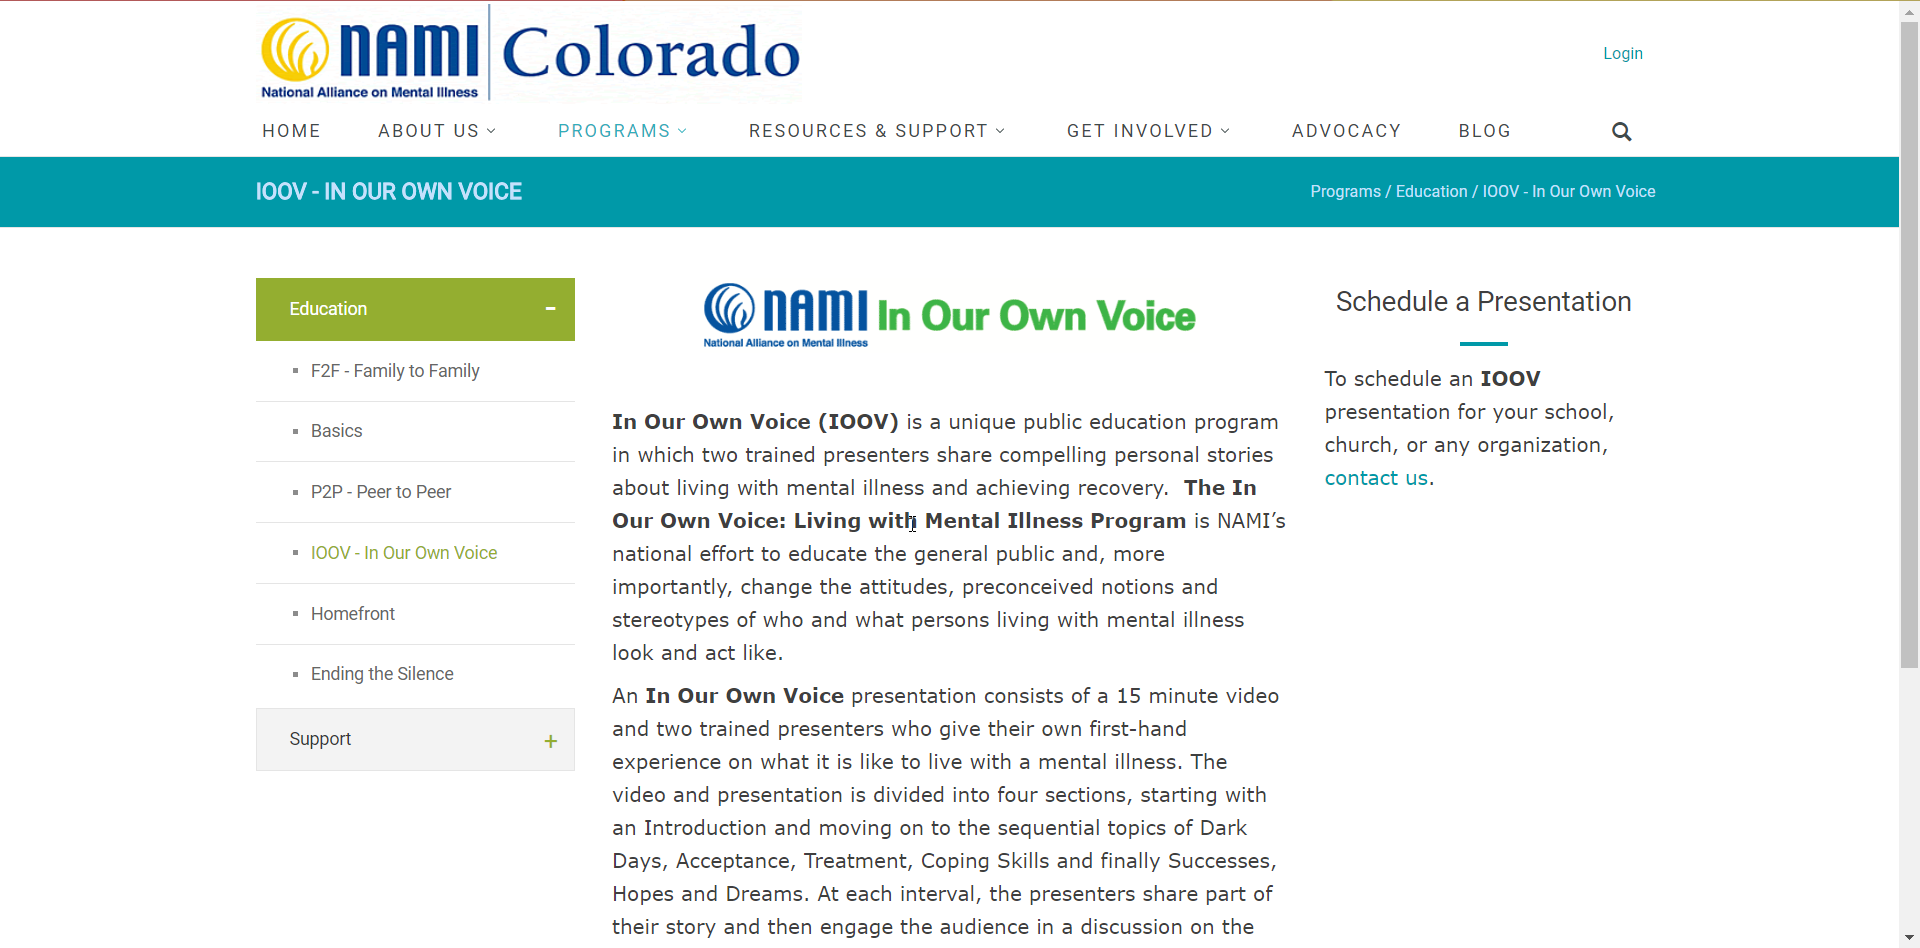 NAMI Colorado
National Alliance on Mental Illness
Login
HOME ABOUT US PROGRAMS RESOURCES & SUPPORT GET INVOLVED ADVOCACY BLOG
IOOV - IN OUR OWN VOICE
Programs / Education / IOOV - In Our Own Voice
Education
F2F - Family to Family
Basics
P2P - Peer to Peer
IOOV - In Our Own Voice
Homefront
Ending the Silence
Support
NAMI In Our Own Voice
National Alliance on Mental Illness
In Our Own Voice (IOOV) is a unique public education program
in which two trained presenters share compelling personal stories
about living with mental illness and achieving recovery.  The In
Our Own Voice: Living with Mental Illness Program is NAMI’s
national effort to educate the general public and, more
importantly, change the attitudes, preconceived notions and
stereotypes of who and what persons living with mental illness
look and act like.
An In Our Own Voice presentation consists of a 15 minute video
and two trained presenters who give their own first-hand
experience on what it is like to live with a mental illness. The
video and presentation is divided into four sections, starting with
an Introduction and moving on to the sequential topics of Dark
Days, Acceptance, Treatment, Coping Skills and finally Successes,
Hopes and Dreams. At each interval, the presenters share part of
their story and then engage the audience in a discussion on the
Schedule a Presentation
To schedule an IOOV
presentation for your school,
church, or any organization,
contact us.